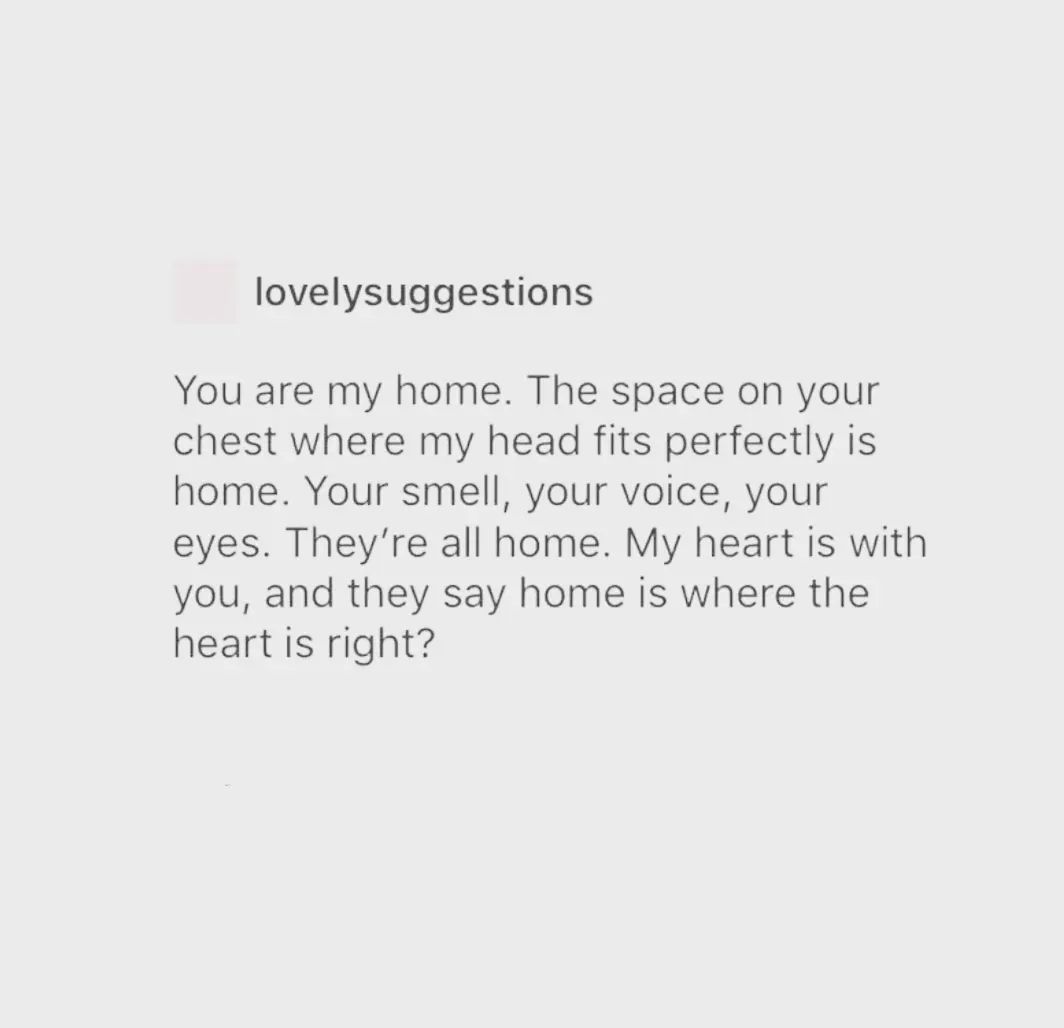 lovelysuggestions
You are my home. The space on your
chest where my head fits perfectly is
home. Your smell, your voice, your
eyes. They’re all home. My heart is with
you, and they say home is where the
heart is right?